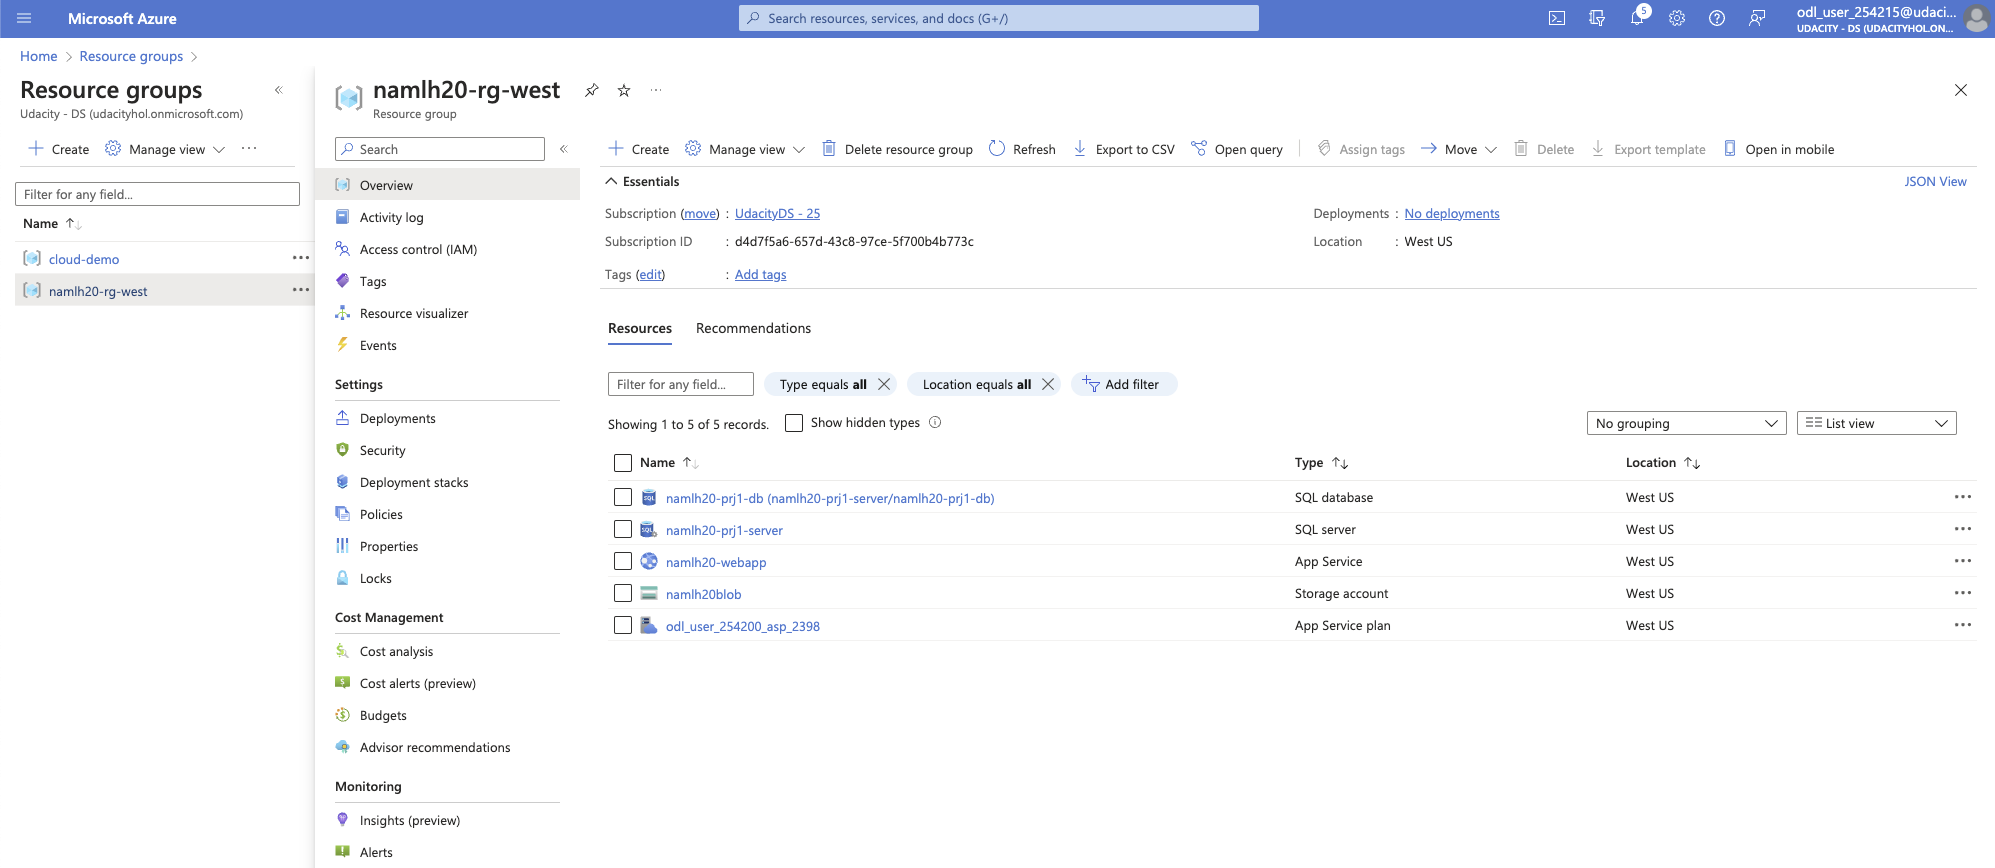 Microsoft Azure
Search resources, services, and docs (G+/)
5
odl_user_254215@udaci...
UDACITY - DS (UDACITYHOL.ON...
Home > Resource groups >
Resource groups
Udacity - DS (udacityhol.onmicrosoft.com)
Create Manage view ...
Filter for any field...
Name
cloud-demo
namlh20-rg-west
namlh20-rg-west
Resource group
Search
Overview
Activity log
Access control (IAM)
Tags
Resource visualizer
Events
Settings
Deployments
Security
Deployment stacks
Policies
Properties
Locks
Cost Management
Cost analysis
Cost alerts (preview)
Budgets
Advisor recommendations
Monitoring
Insights (preview)
Alerts
Create Manage view Delete resource group Refresh Export to CSV Open query Assign tags Move Delete Export template Open in mobile
Essentials
JSON View
Subscription (move) : UdacityDS - 25
Deployments : No deployments
Subscription ID : d4d7f5a6-657d-43c8-97ce-5f700b4b773c
Location : West US
Tags (edit) : Add tags
Resources Recommendations
Filter for any field... Type equals all Location equals all Add filter
Showing 1 to 5 of 5 records. Show hidden types
No grouping List view
Name Type Location
namlh20-prj1-db (namlh20-prj1-server/namlh20-prj1-db) SQL database West US
namlh20-prj1-server SQL server West US
namlh20-webapp App Service West US
namlh20blob Storage account West US
odl_user_254200_asp_2398 App Service plan West US